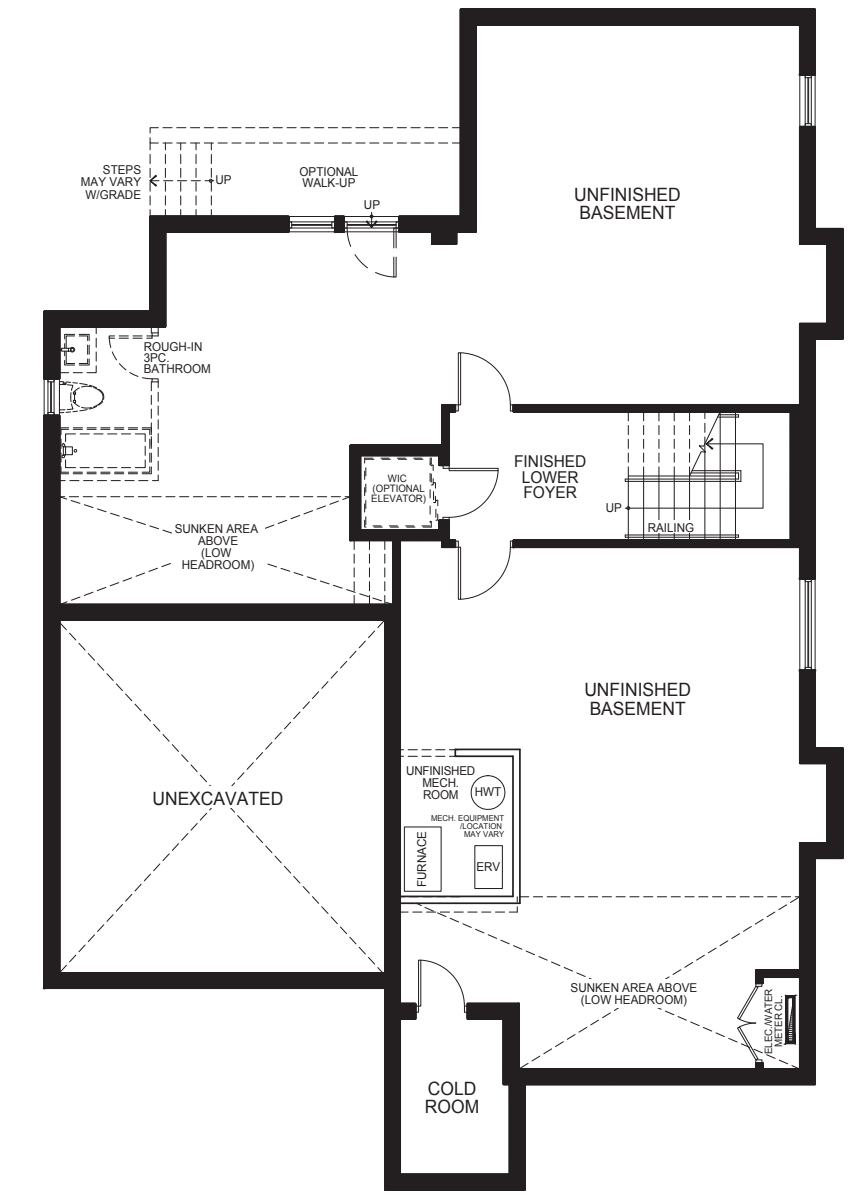 STEPS
MAY VARY
W/GRADE
UP
OPTIONAL
WALK-UP
UP
UNFINISHED
BASEMENT
ROUGH-IN
3PC.
BATHROOM
WIC
(OPTIONAL
ELEVATOR)
FINISHED
LOWER
FOYER
UP
RAILING
SUNKEN AREA
ABOVE
(LOW
HEADROOM)
UNFINISHED
BASEMENT
UNEXCAVATED
UNFINISHED
MECH.
ROOM
HWT
MECH. EQUIPMENT
/LOCATION
MAY VARY
FURNACE
ERV
SUNKEN AREA ABOVE
(LOW HEADROOM)
ELEC./WATER
METER CL.
COLD
ROOM